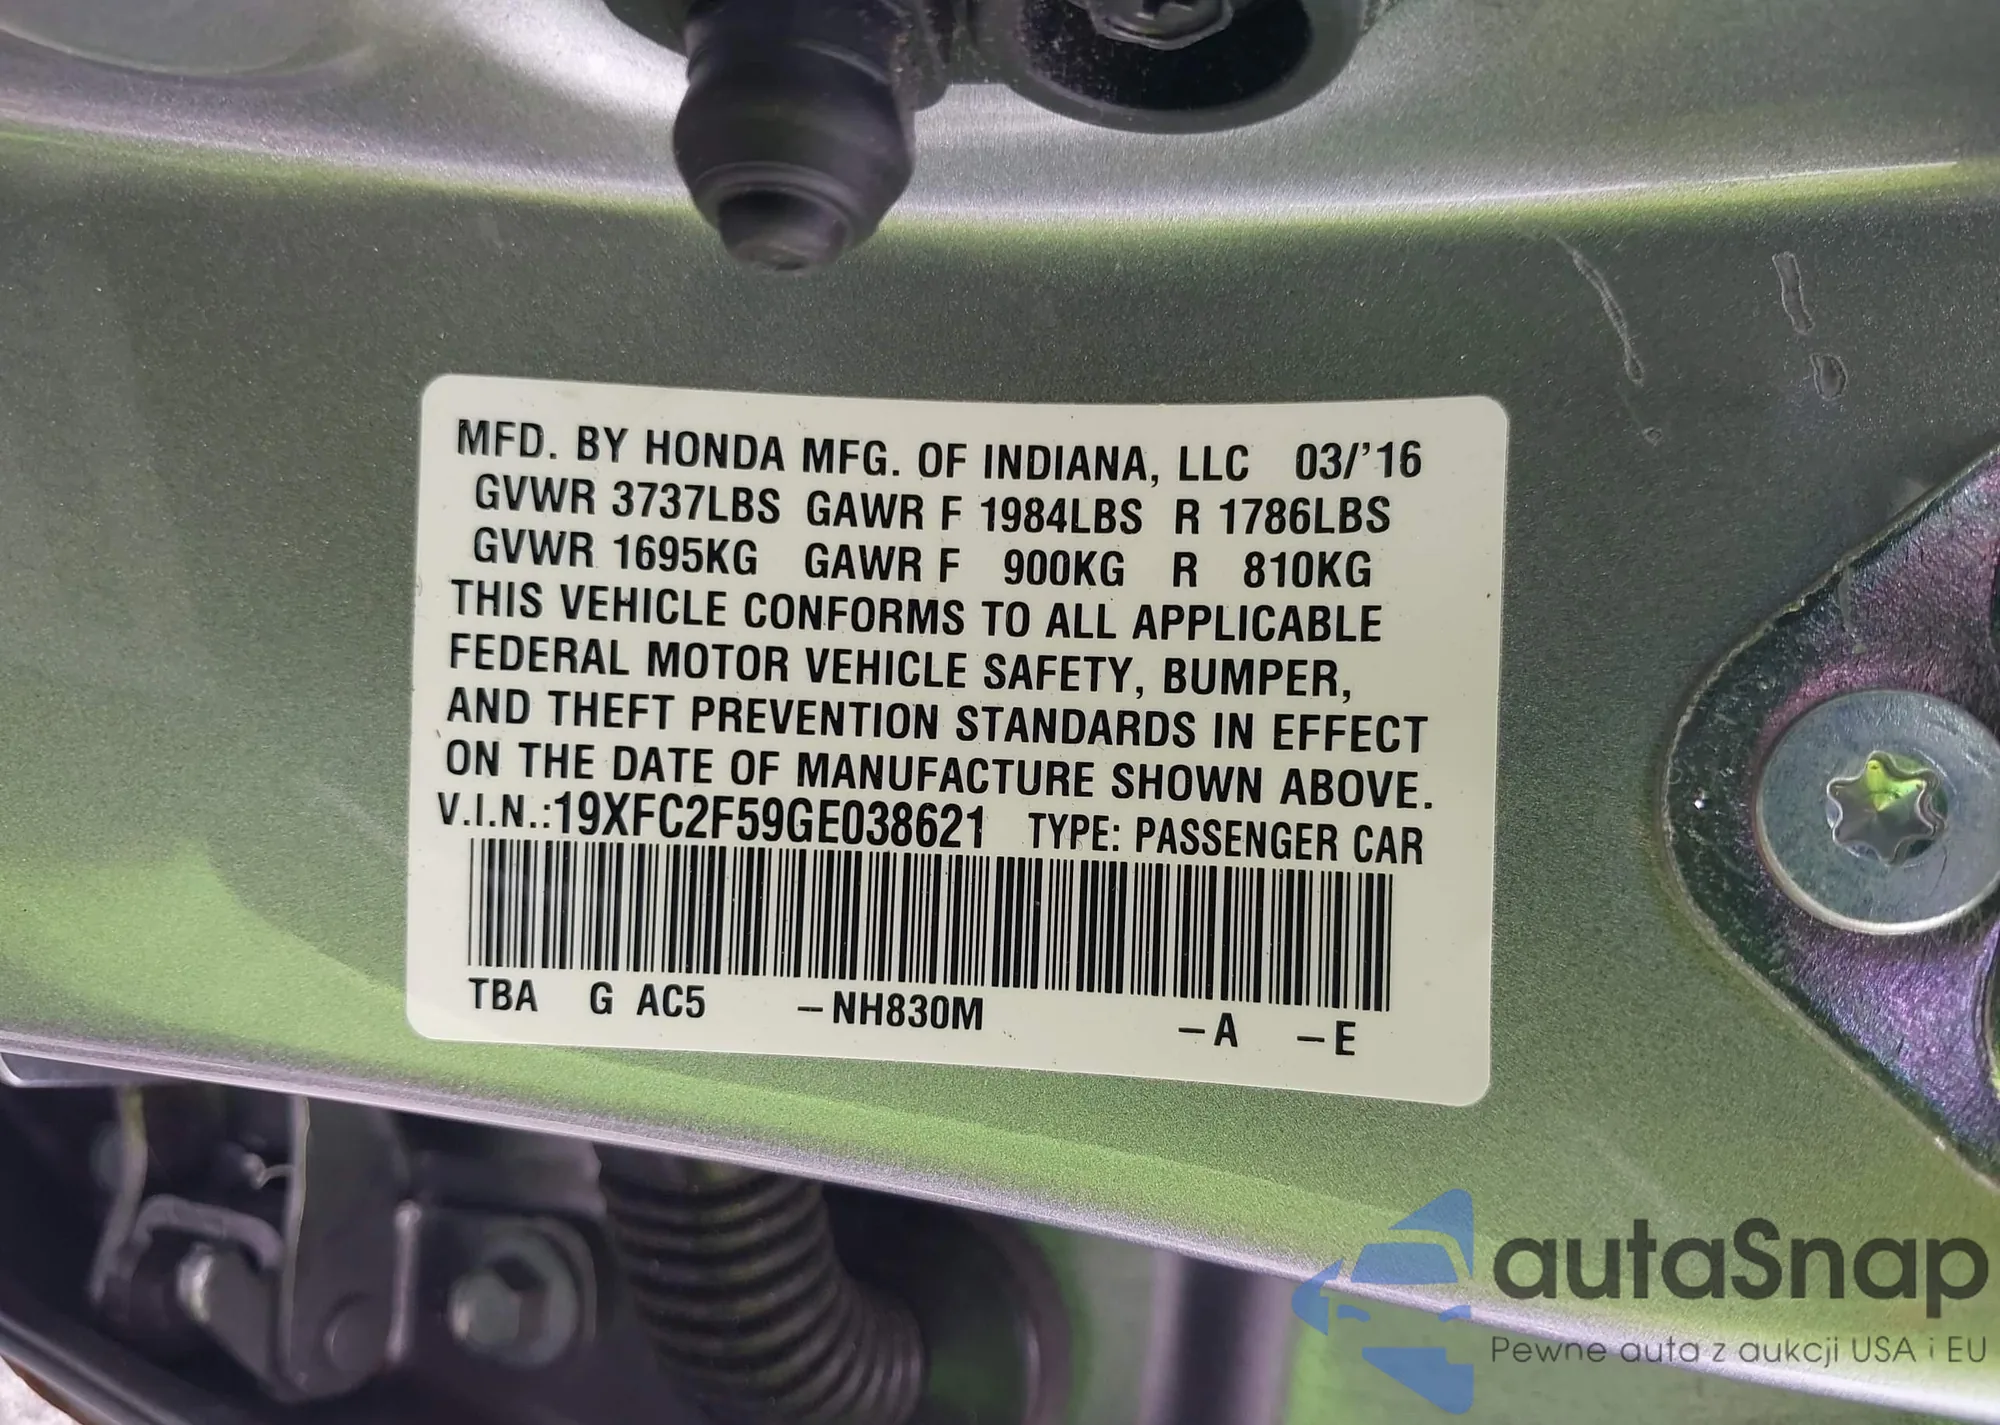 MFD. BY HONDA MFG. OF INDIANA, LLC 03/'16
GVWR 3737LBS GAWR F 1984LBS R 1786LBS
GVWR 1695KG GAWR F 900KG R 810KG
THIS VEHICLE CONFORMS TO ALL APPLICABLE
FEDERAL MOTOR VEHICLE SAFETY, BUMPER,
AND THEFT PREVENTION STANDARDS IN EFFECT
ON THE DATE OF MANUFACTURE SHOWN ABOVE.
V.I.N.:19XFC2F59GE038621 TYPE: PASSENGER CAR
TBA G AC5 –NH830M –A –E
autaSnap
Pewne auta z aukcji USA i EU